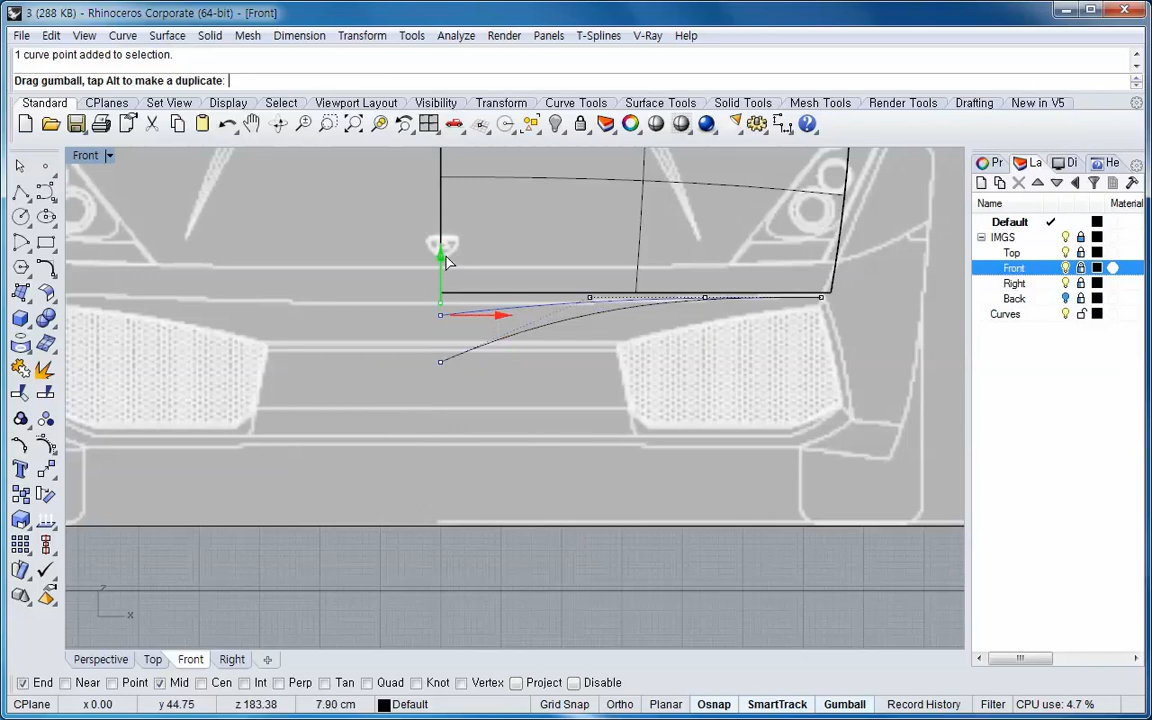 3 (288 KB) - Rhinoceros Corporate (64-bit) - [Front]
File Edit View Curve Surface Solid Mesh Dimension Transform Tools Analyze Render Panels T-Splines V-Ray Help
1 curve point added to selection.
Drag gumball, tap Alt to make a duplicate:
Standard CPlanes Set View Display Select Viewport Layout Visibility Transform Curve Tools Surface Tools Solid Tools Mesh Tools Render Tools Drafting New in V5
Front
Pr La Di He
Name Material
Default
IMGS
Top
Front
Right
Back
Curves
z
x
Perspective Top Front Right
End Near Point Mid Cen Int Perp Tan Quad Knot Vertex Project Disable
CPlane x 0.00 y 44.75 z 183.38 7.90 cm Default Grid Snap Ortho Planar Osnap SmartTrack Gumball Record History Filter CPU use: 4.7 %